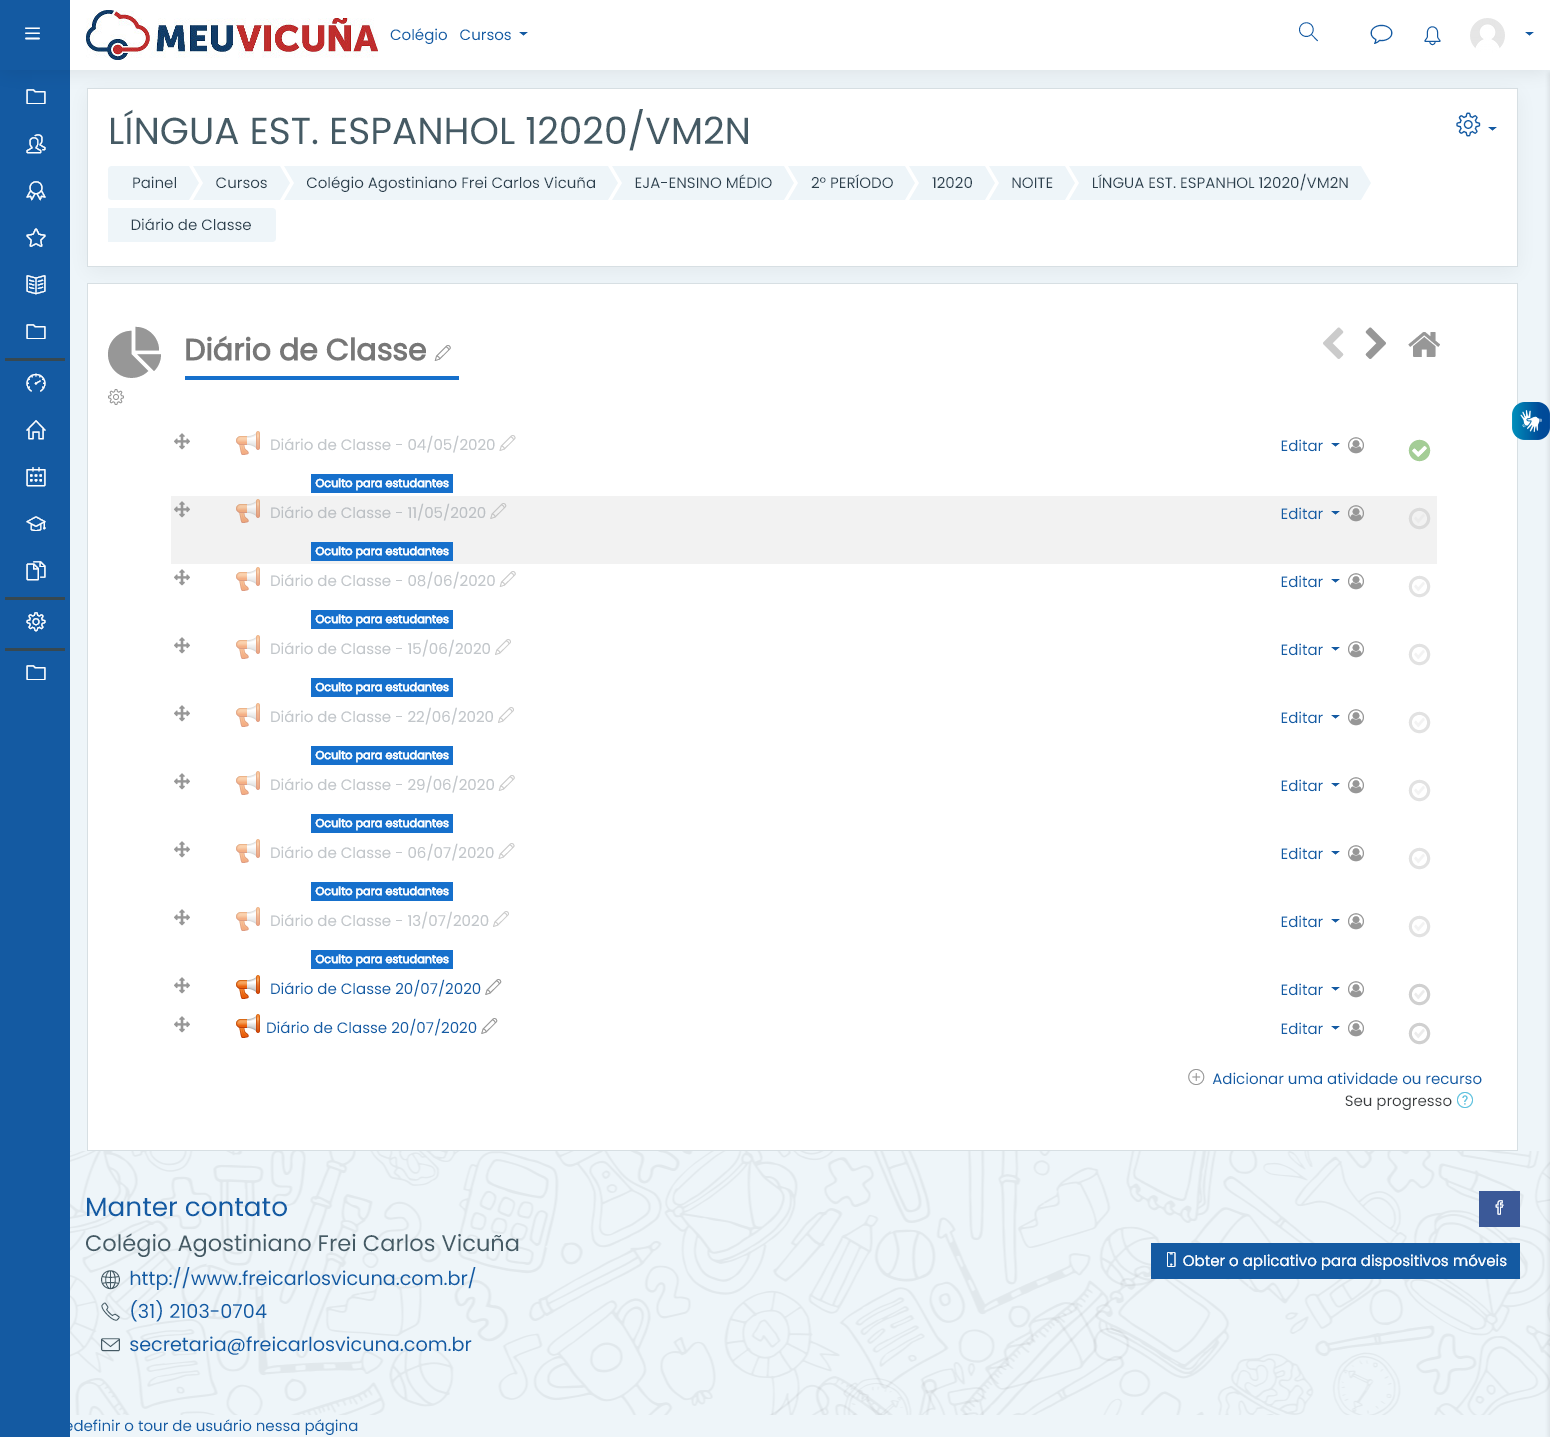 MEUVICUÑA Colégio Cursos
LÍNGUA EST. ESPANHOL 12020/VM2N
Painel Cursos Colégio Agostiniano Frei Carlos Vicuña EJA-ENSINO MÉDIO 2º PERÍODO 12020 NOITE LÍNGUA EST. ESPANHOL 12020/VM2N
Diário de Classe
Diário de Classe
Diário de Classe - 04/05/2020 Editar
Oculto para estudantes
Diário de Classe - 11/05/2020 Editar
Oculto para estudantes
Diário de Classe - 08/06/2020 Editar
Oculto para estudantes
Diário de Classe - 15/06/2020 Editar
Oculto para estudantes
Diário de Classe - 22/06/2020 Editar
Oculto para estudantes
Diário de Classe - 29/06/2020 Editar
Oculto para estudantes
Diário de Classe - 06/07/2020 Editar
Oculto para estudantes
Diário de Classe - 13/07/2020 Editar
Oculto para estudantes
Diário de Classe 20/07/2020 Editar
Diário de Classe 20/07/2020 Editar
Adicionar uma atividade ou recurso
Seu progresso
Manter contato
Colégio Agostiniano Frei Carlos Vicuña
http://www.freicarlosvicuna.com.br/
Obter o aplicativo para dispositivos móveis
(31) 2103-0704
secretaria@freicarlosvicuna.com.br
edefinir o tour de usuário nessa página